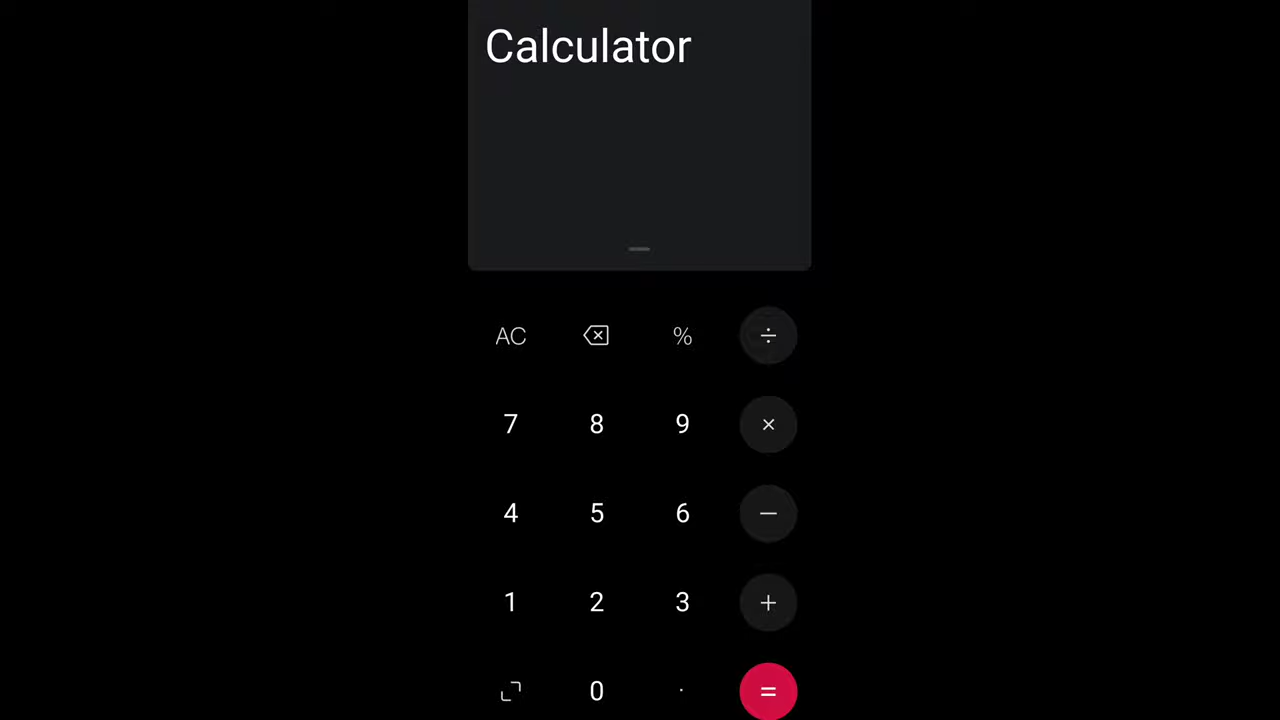 Calculator
AC % ÷
7 8 9 ×
4 5 6 −
1 2 3 +
0 . =